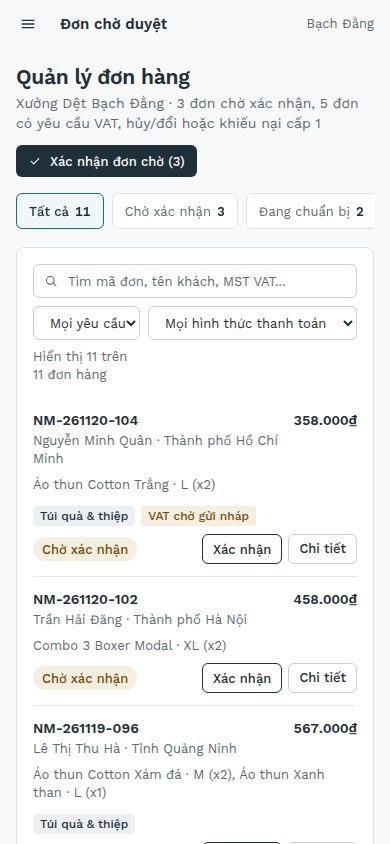 Đơn chờ duyệt
Bạch Đằng
Quản lý đơn hàng
Xưởng Dệt Bạch Đằng · 3 đơn chờ xác nhận, 5 đơn
có yêu cầu VAT, hủy/đổi hoặc khiếu nại cấp 1
Xác nhận đơn chờ (3)
Tất cả 11
Chờ xác nhận 3
Đang chuẩn bị 2
Tìm mã đơn, tên khách, MST VAT...
Mọi yêu cầu
Mọi hình thức thanh toán
Hiển thị 11 trên
11 đơn hàng
NM-261120-104
358.000₫
Nguyễn Minh Quân · Thành phố Hồ Chí
Minh
Áo thun Cotton Trắng · L (x2)
Túi quà & thiệp
VAT chờ gửi nháp
Chờ xác nhận
Xác nhận
Chi tiết
NM-261120-102
458.000₫
Trần Hải Đăng · Thành phố Hà Nội
Combo 3 Boxer Modal · XL (x2)
Chờ xác nhận
Xác nhận
Chi tiết
NM-261119-096
567.000₫
Lê Thị Thu Hà · Tỉnh Quảng Ninh
Áo thun Cotton Xám đá · M (x2), Áo thun Xanh
than · L (x1)
Túi quà & thiệp